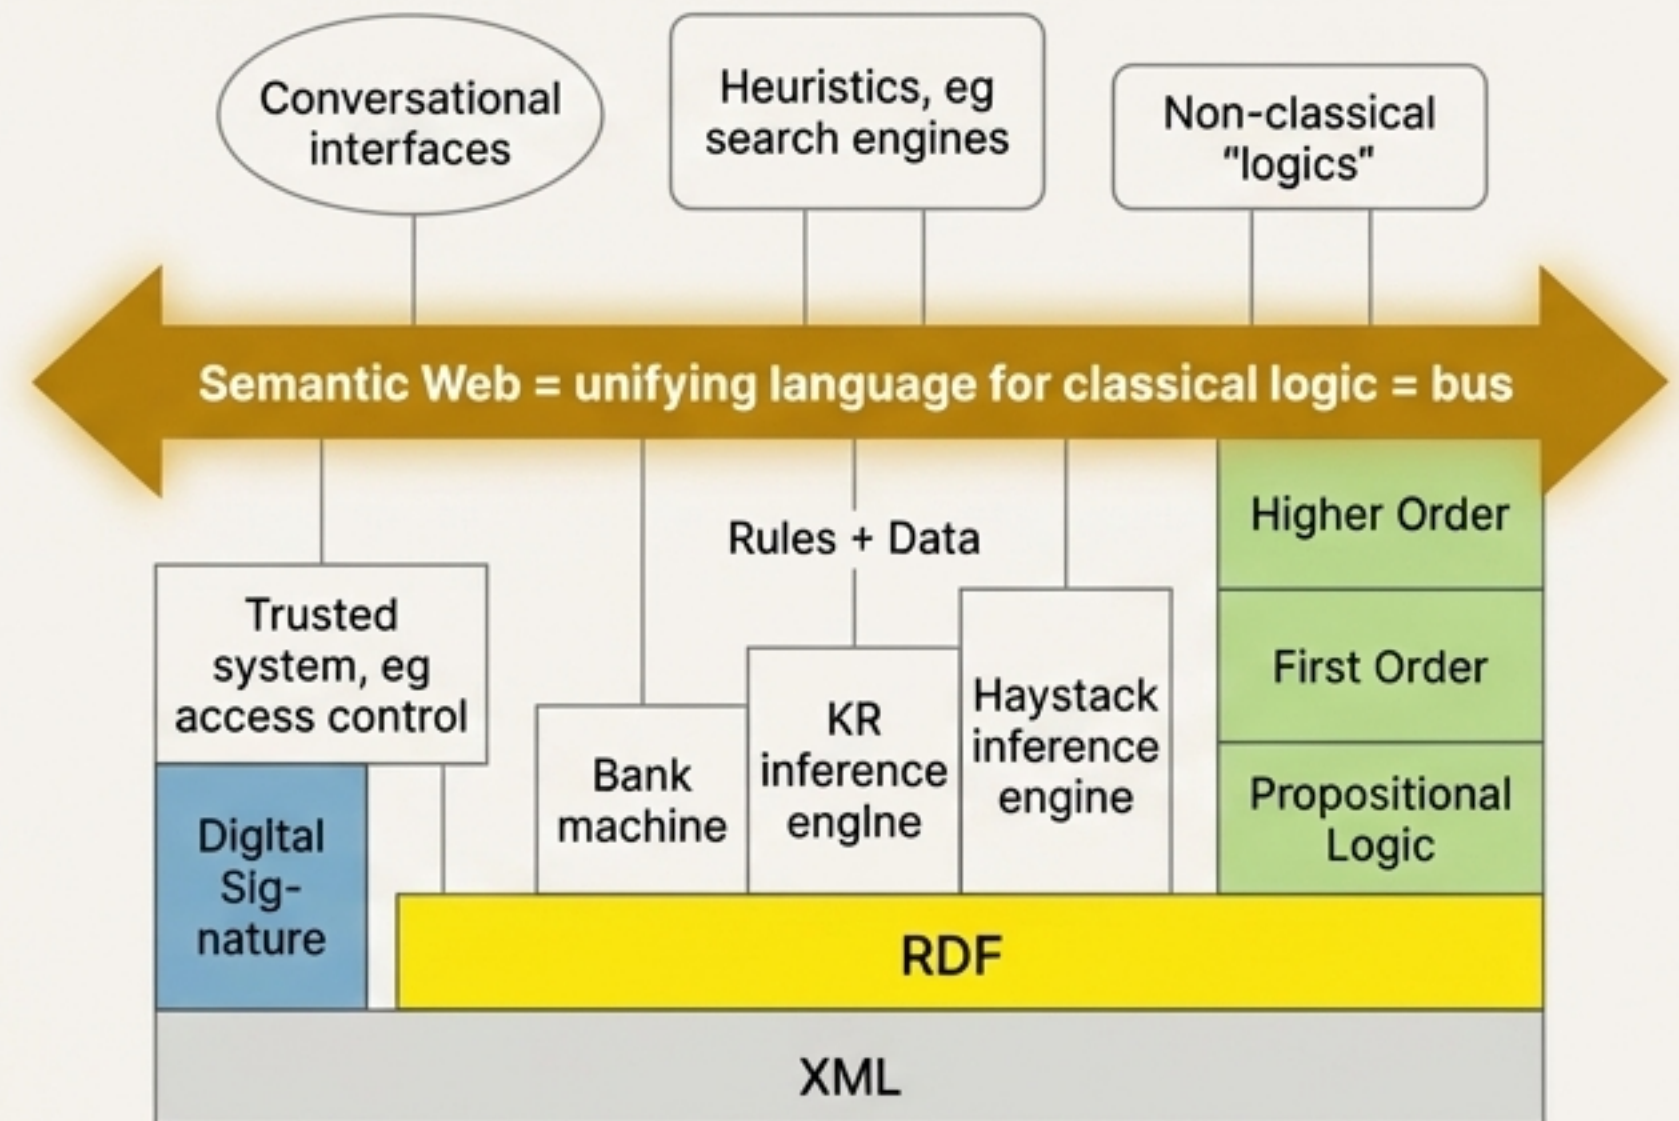 Conversational
interfaces
Heuristics, eg
search engines
Non-classical
“logics”
Semantic Web = unifying language for classical logic = bus
Higher Order
Rules + Data
Trusted
system, eg
access control
First Order
KR
inference
engIne
Haystack
inference
engine
Bank
machine
Propositional
Logic
DigItal
Sig-
nature
RDF
XML